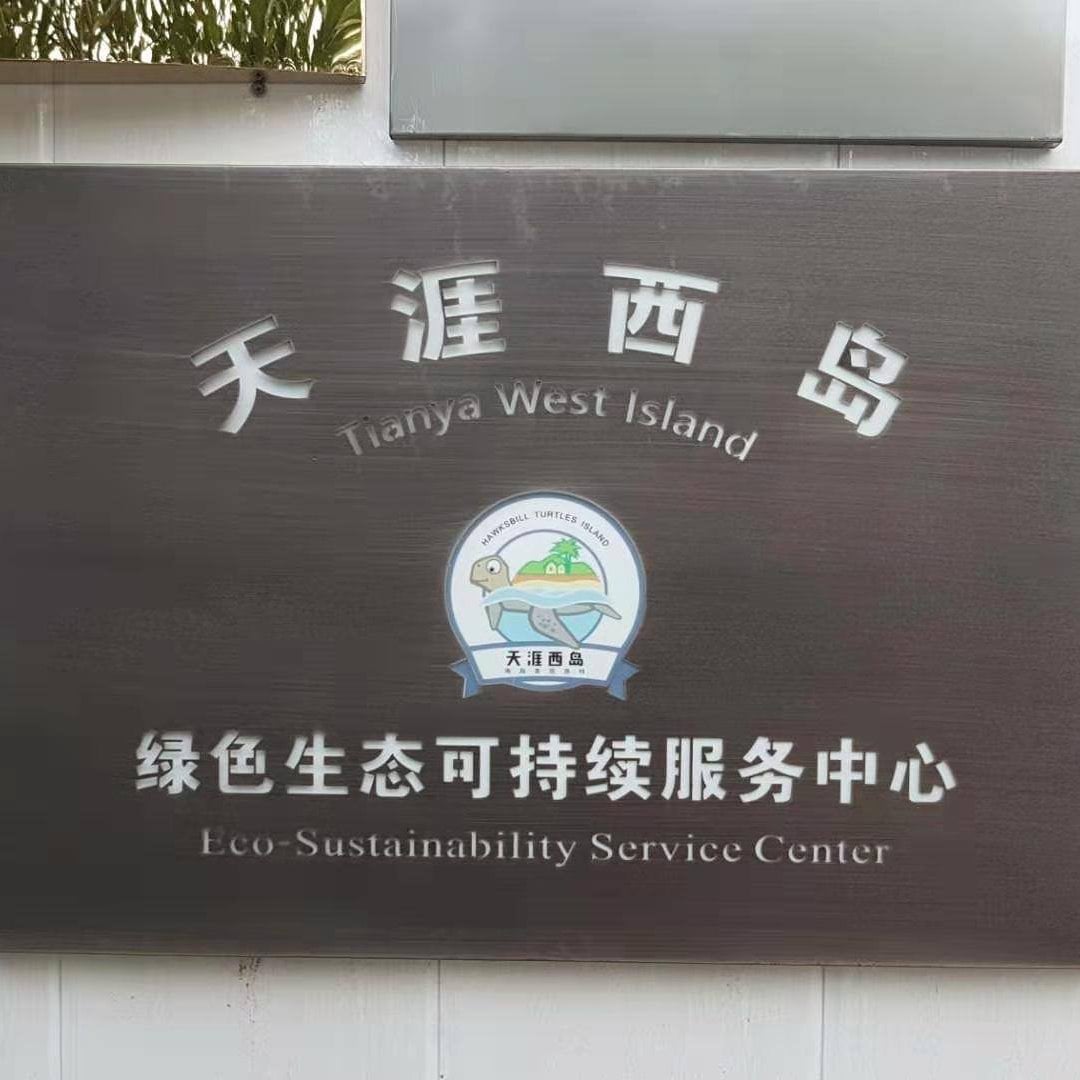 天涯西岛
Tianya West Island
HAWKSBILL TURTLES ISLAND
天涯西岛
绿色生态可持续服务中心
Eco-Sustainability Service Center